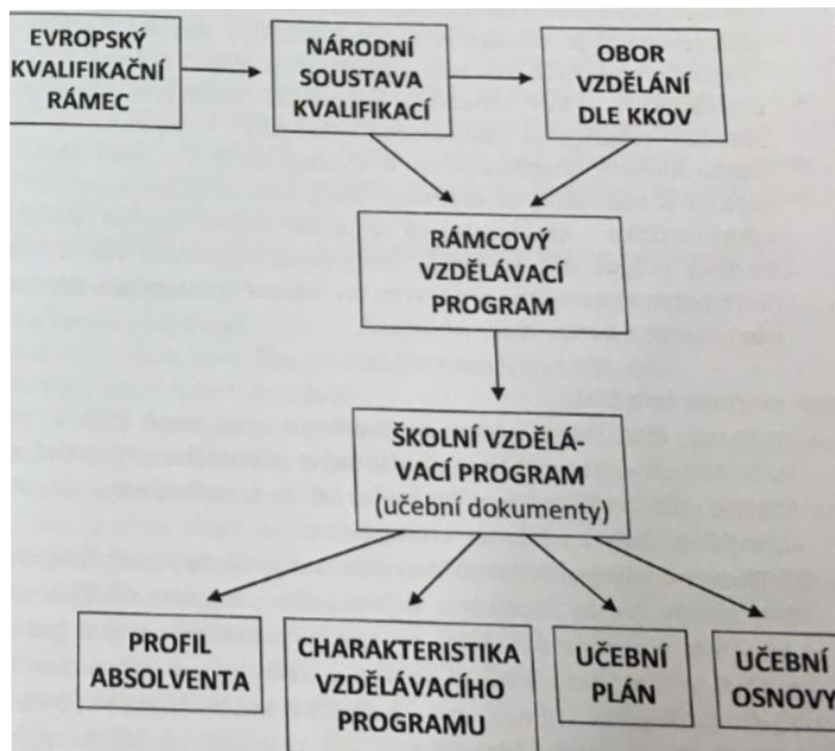 EVROPSKÝ
KVALIFIKAČNÍ
RÁMEC
NÁRODNÍ
SOUSTAVA
KVALIFIKACÍ
OBOR
VZDĚLÁNÍ
DLE KKOV
RÁMCOVÝ
VZDĚLÁVACÍ
PROGRAM
ŠKOLNÍ VZDĚLÁ-
VACÍ PROGRAM
(učební dokumenty)
PROFIL
ABSOLVENTA
CHARAKTERISTIKA
VZDĚLÁVACÍHO
PROGRAMU
UČEBNÍ
PLÁN
UČEBNÍ
OSNOVY